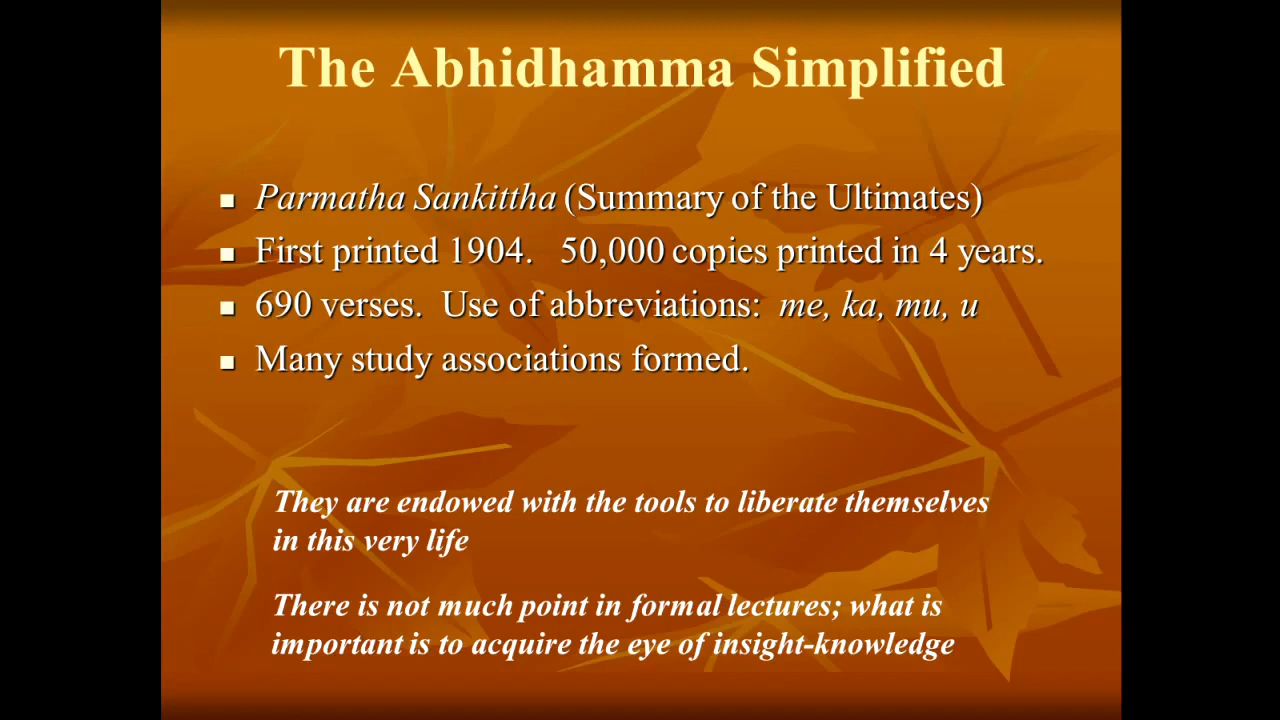 The Abhidhamma Simplified
Parmatha Sankittha (Summary of the Ultimates)
First printed 1904. 50,000 copies printed in 4 years.
690 verses. Use of abbreviations: me, ka, mu, u
Many study associations formed.
They are endowed with the tools to liberate themselves
in this very life
There is not much point in formal lectures; what is
important is to acquire the eye of insight-knowledge